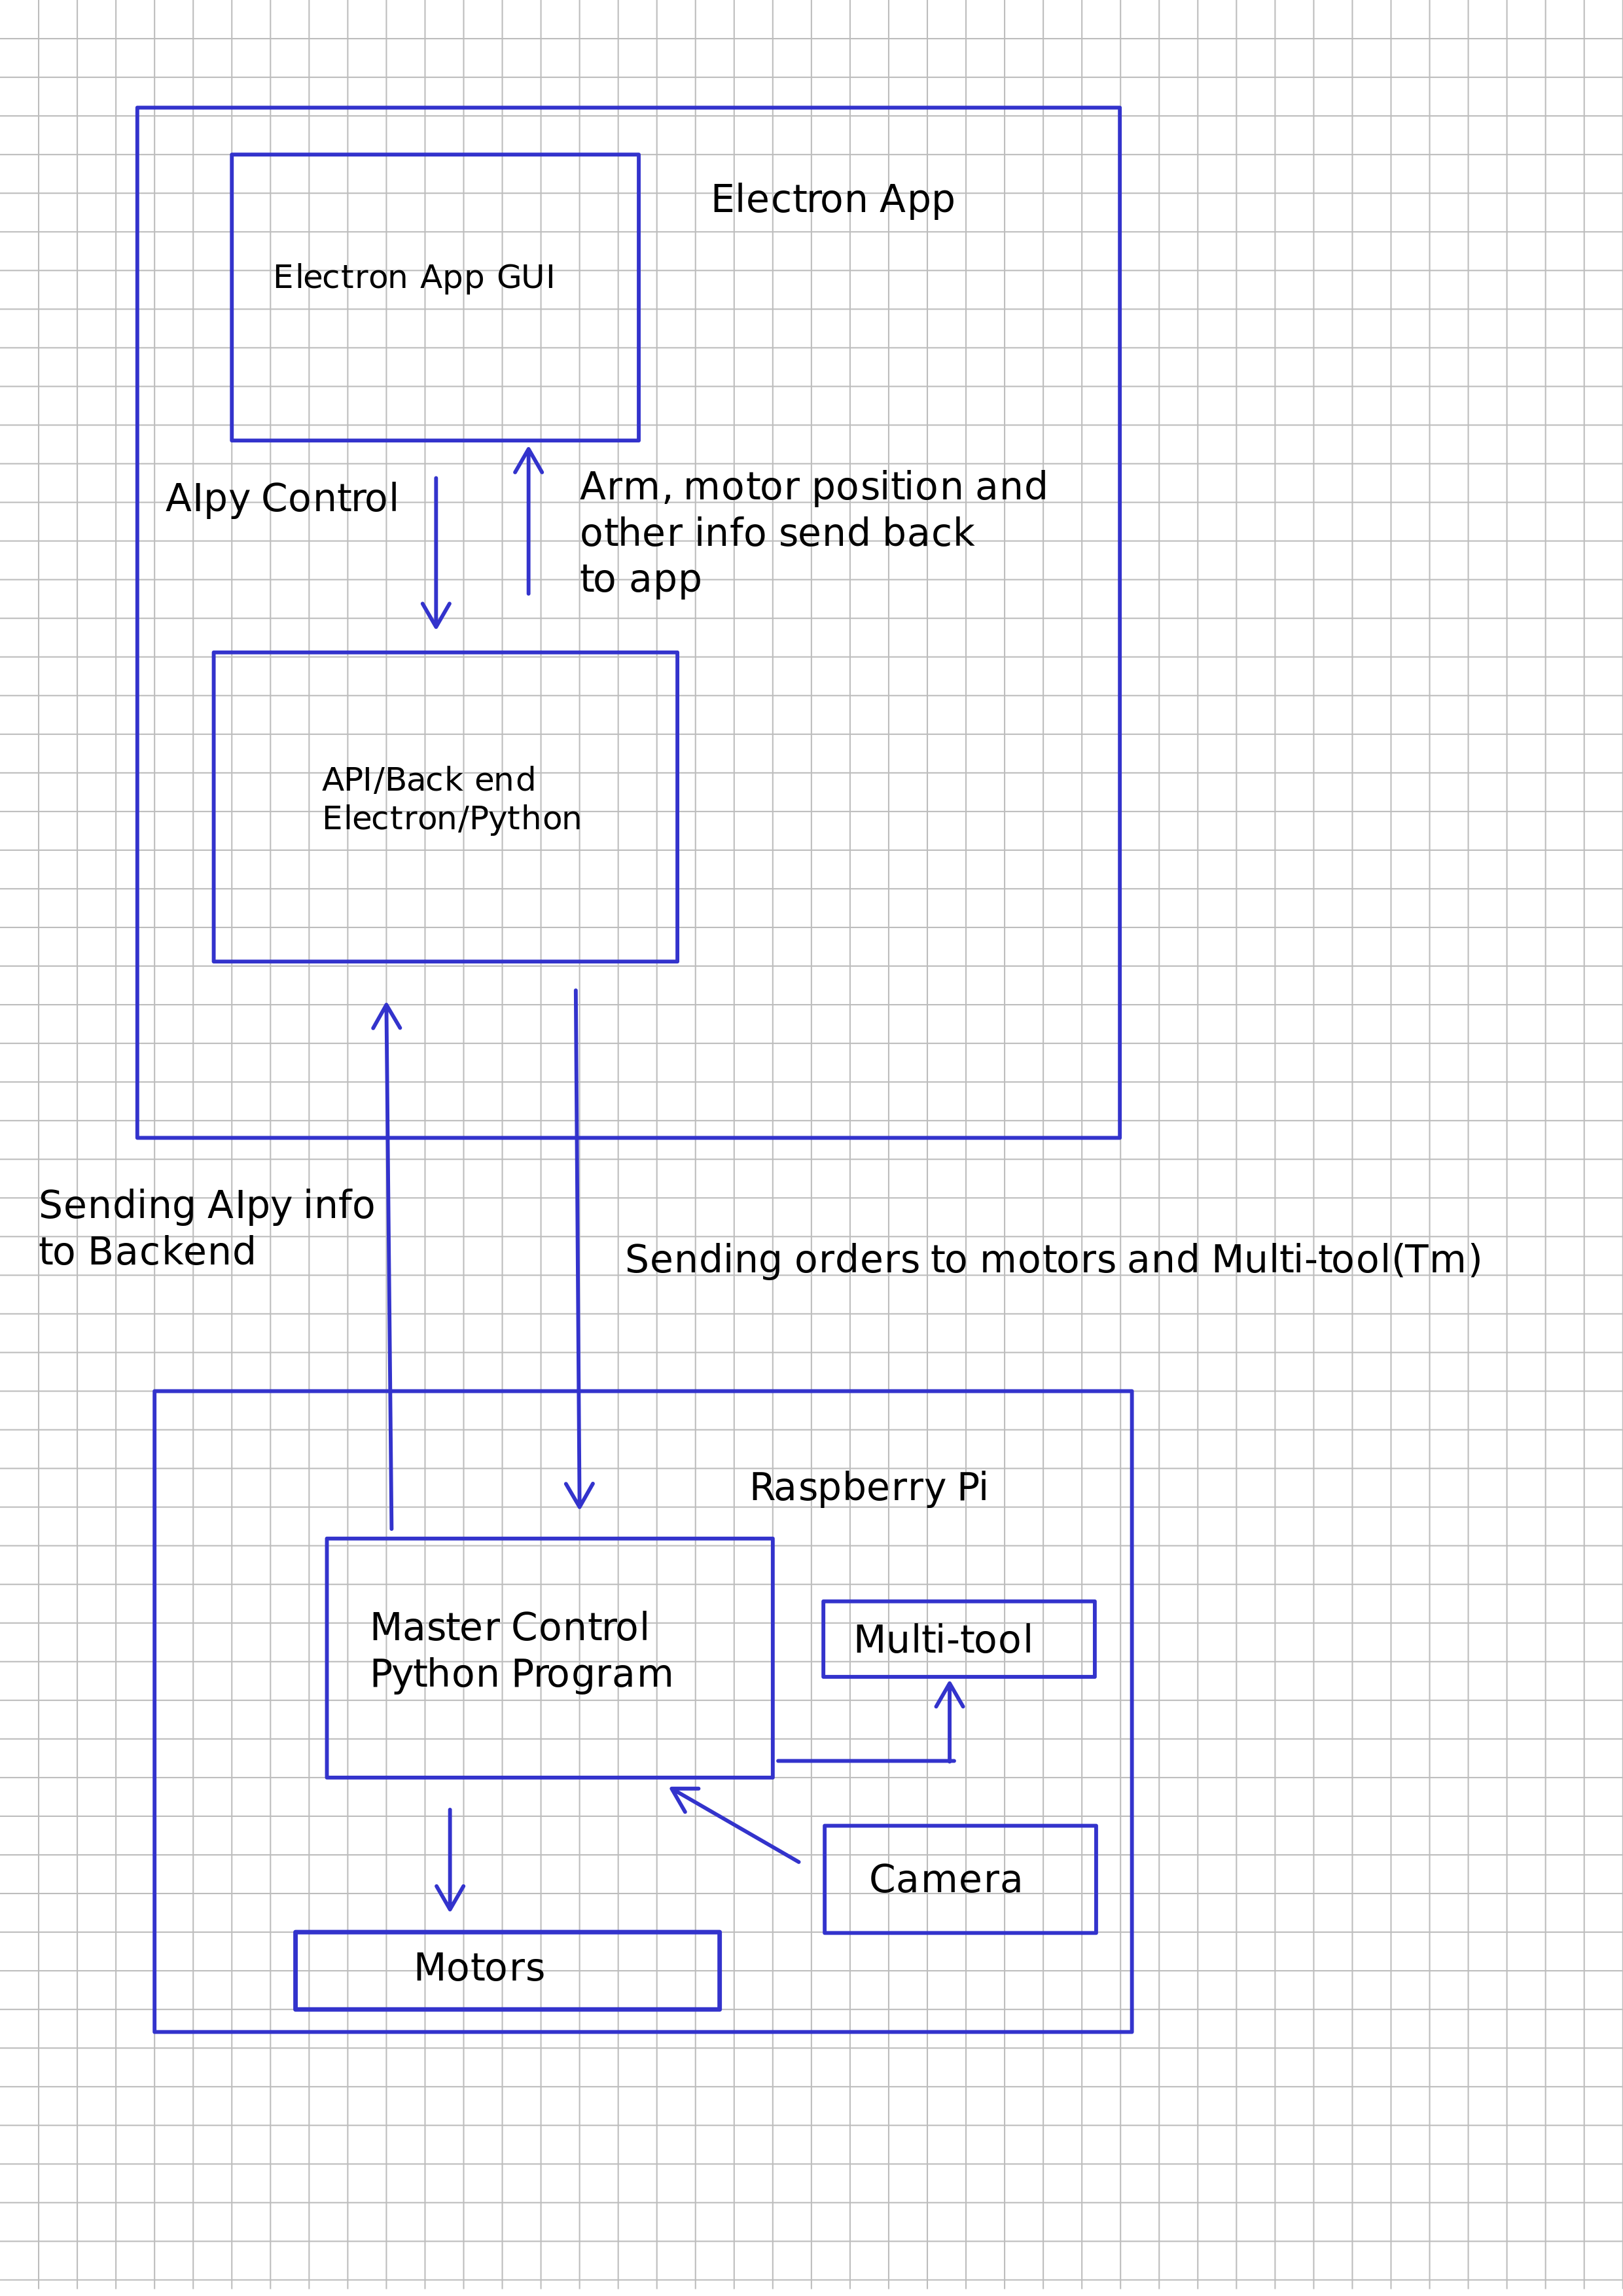 Electron App
Electron App GUI
AIpy Control
Arm, motor position and
other info send back
to app
API/Back end
Electron/Python
Sending AIpy info
to Backend
Sending orders to motors and Multi-tool(Tm)
Raspberry Pi
Master Control
Python Program
Multi-tool
Camera
Motors